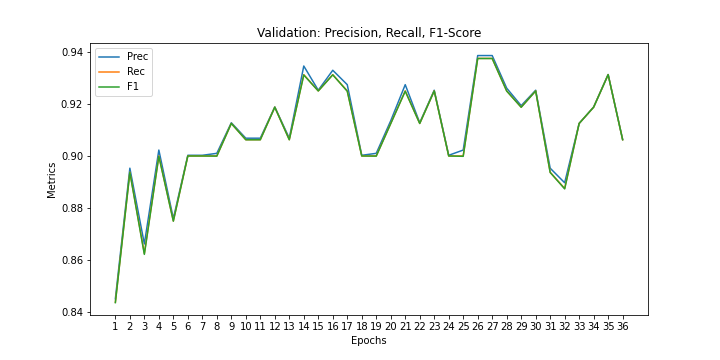 Validation: Precision, Recall, F1-Score
Prec
Rec
F1
0.94
0.92
0.90
0.88
0.86
0.84
Metrics
1 2 3 4 5 6 7 8 9 10 11 12 13 14 15 16 17 18 19 20 21 22 23 24 25 26 27 28 29 30 31 32 33 34 35 36
Epochs